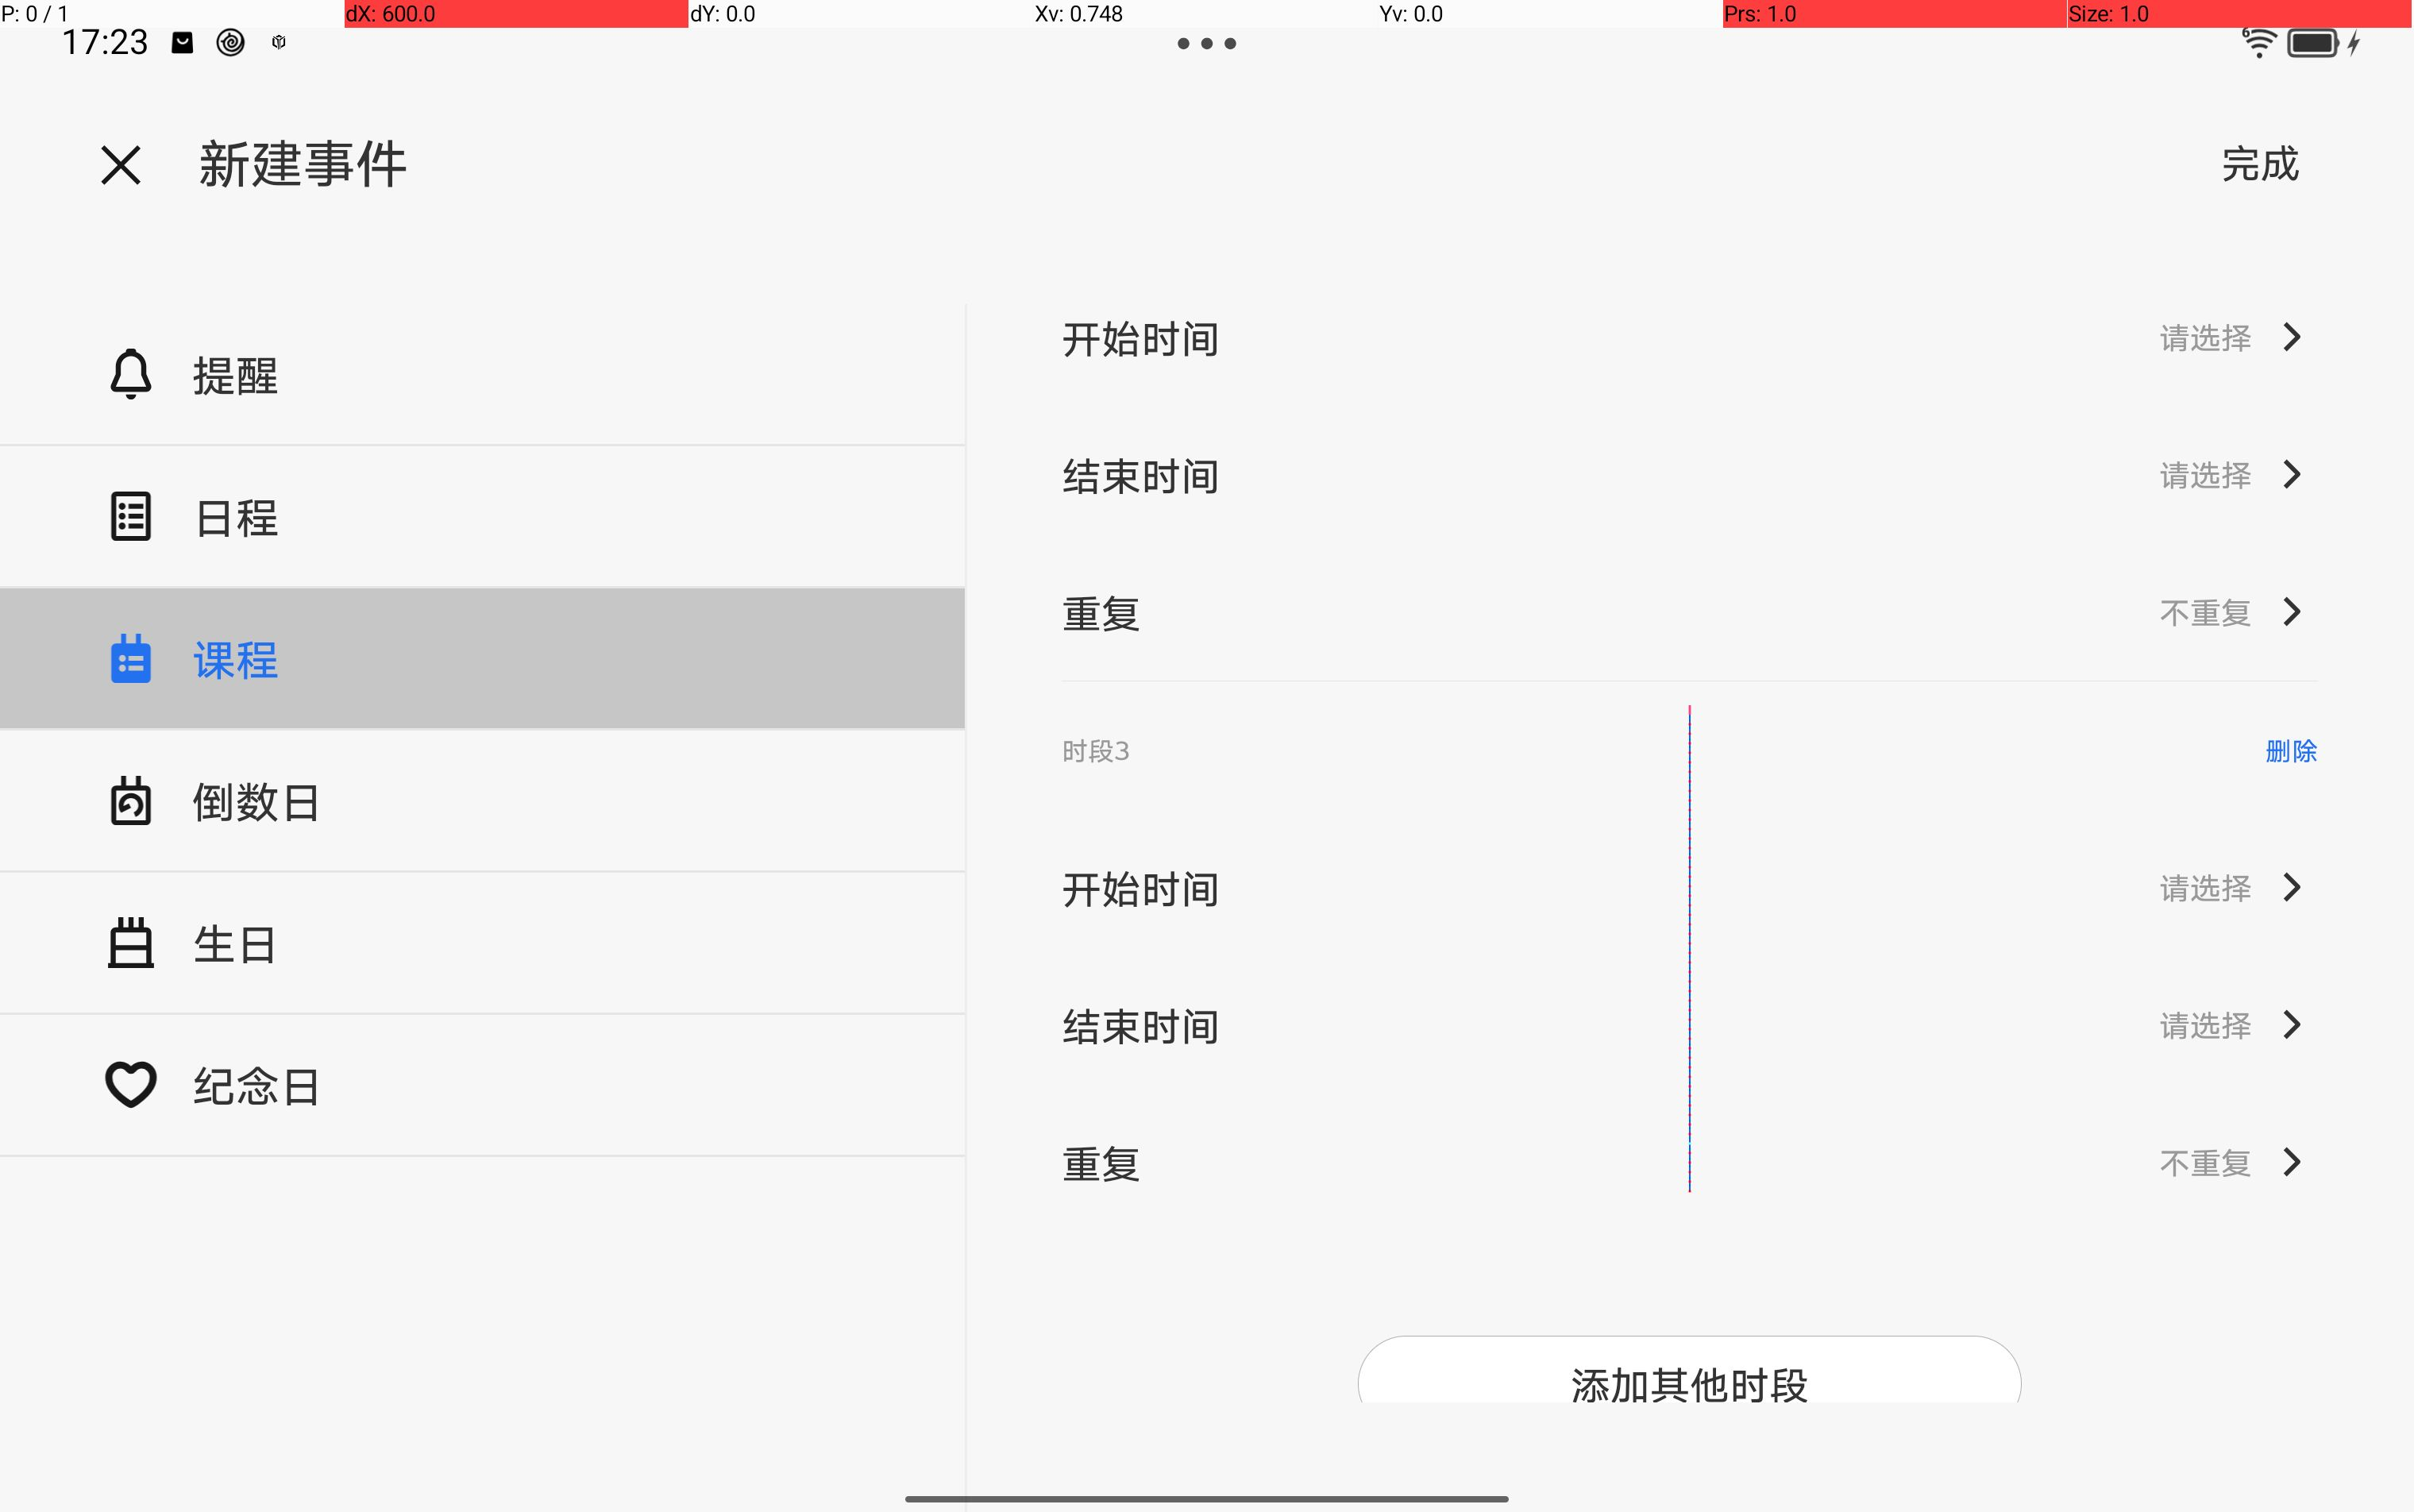 P: 0 / 1 dX: 600.0 dY: 0.0 Xv: 0.748 Yv: 0.0 Prs: 1.0 Size: 1.0
17:23 6
新建事件 完成
提醒
日程
课程
倒数日
生日
纪念日
开始时间 请选择
结束时间 请选择
重复 不重复
时段3 删除
开始时间 请选择
结束时间 请选择
重复 不重复
添加其他时段